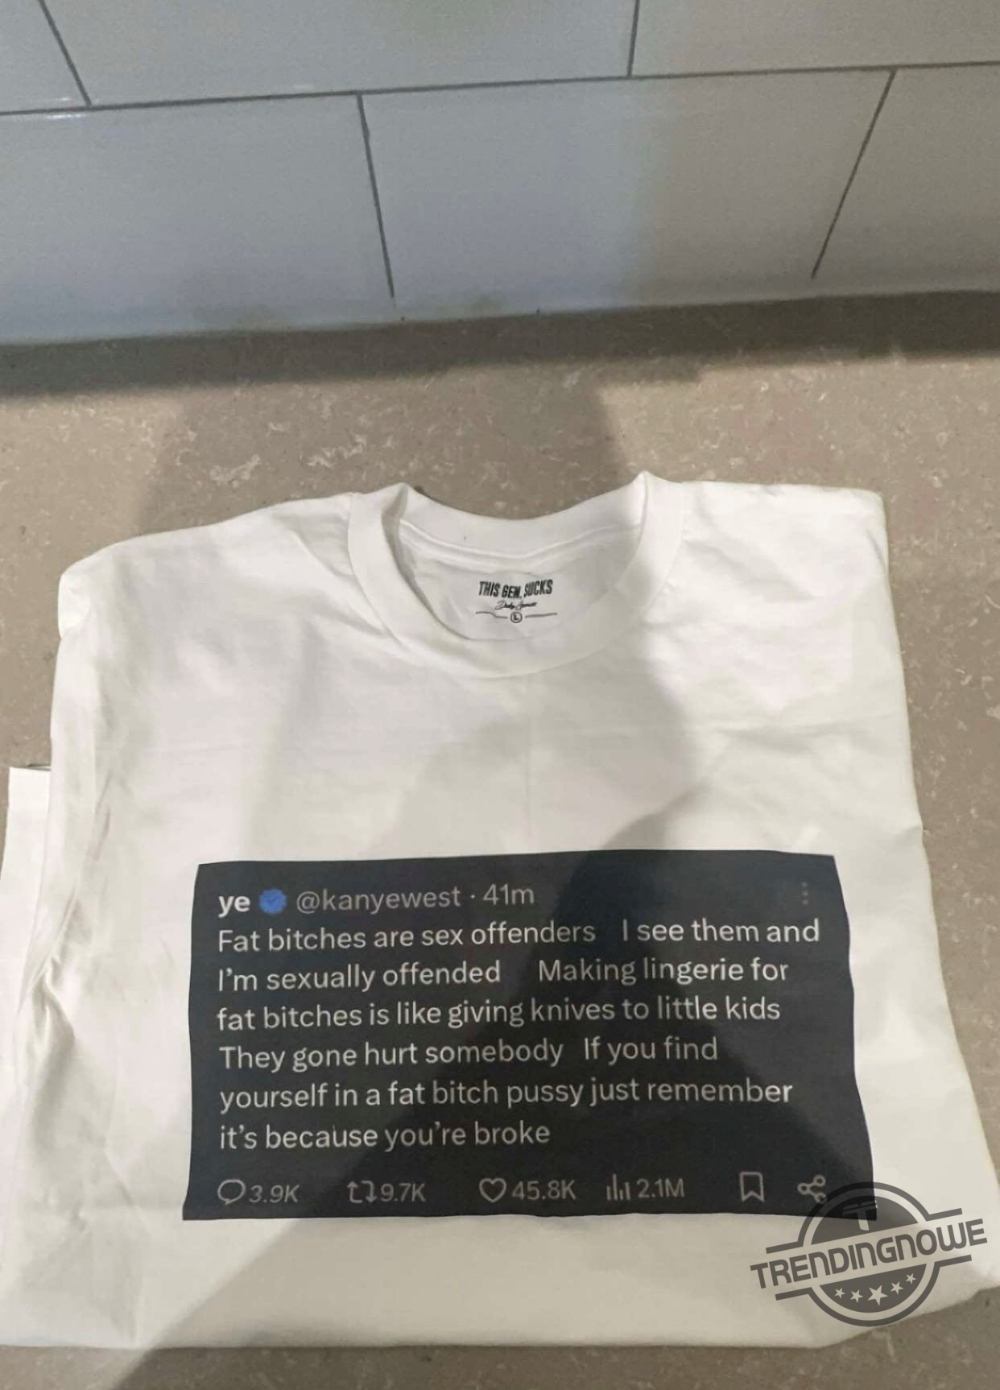 THIS GEN. SUCKS
L
ye @kanyewest · 41m
Fat bitches are sex offenders I see them and
I'm sexually offended Making lingerie for
fat bitches is like giving knives to little kids
They gone hurt somebody If you find
yourself in a fat bitch pussy just remember
it's because you're broke
3.9K 9.7K 45.8K 2.1M
TRENDINGNOWE